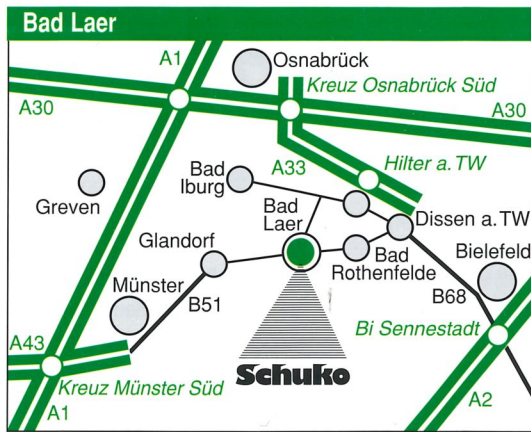 Bad Laer
A1
Osnabrück
Kreuz Osnabrück Süd
A30
A30
A33
Hilter a. TW
Bad
Iburg
Greven
Bad
Laer
Dissen a. TW
Glandorf
Bad
Rothenfelde
Bielefeld
Münster
B51
B68
Bi Sennestadt
A43
Schuko
Kreuz Münster Süd
A1
A2